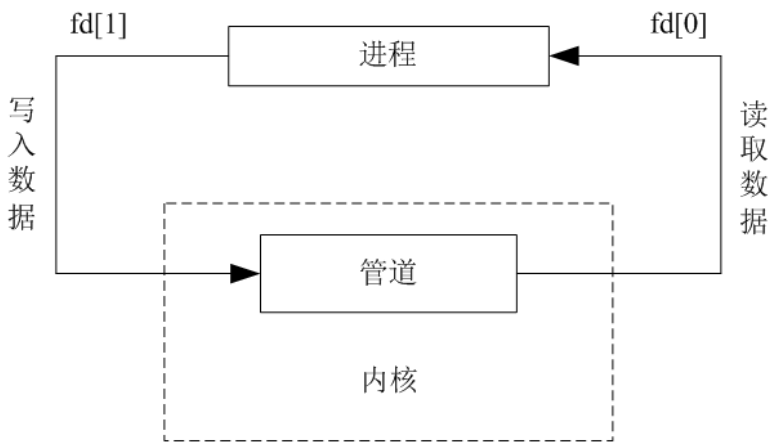 fd[1]
fd[0]
进程
写入数据
读取数据
管道
内核